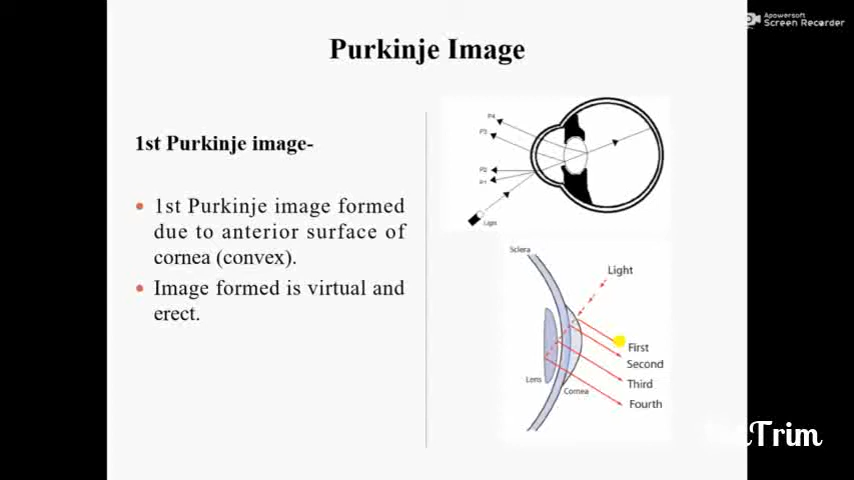 Apowersoft
Screen Recorder
Purkinje Image
1st Purkinje image-
1st Purkinje image formed
due to anterior surface of
cornea (convex).
Image formed is virtual and
erect.
P4
P3
P2
Light
Sclera
Light
First
Second
Third
Fourth
Lens
Cornea
Trim